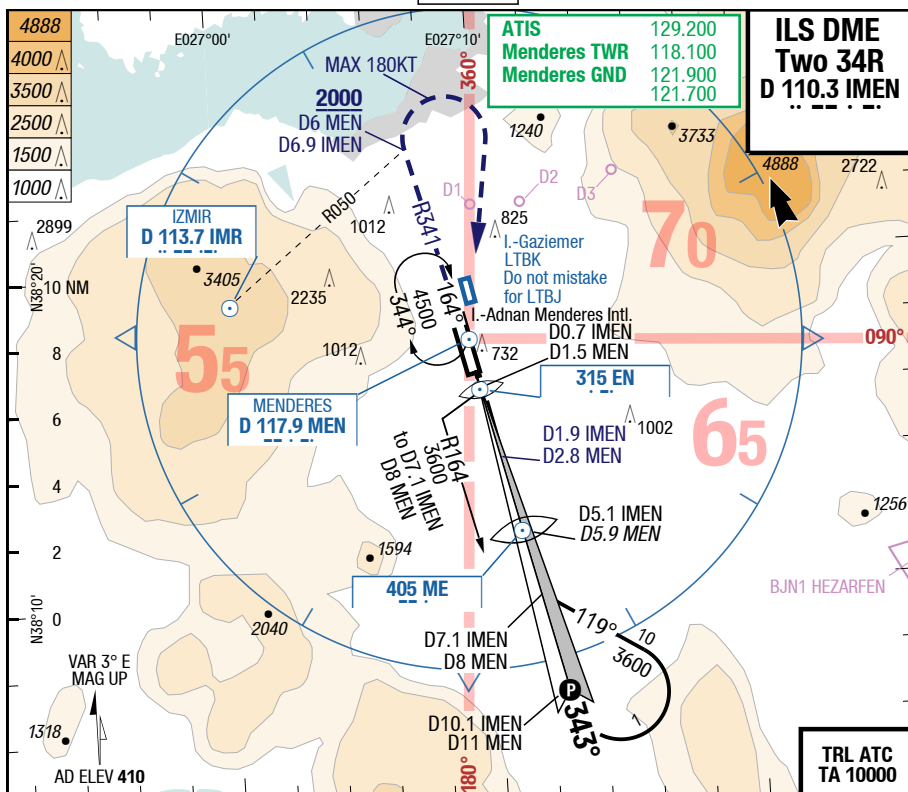 4888
4000
3500
2500
1500
1000
E027°00'
E027°10'
360°
ATIS 129.200
Menderes TWR 118.100
Menderes GND 121.900
121.700
ILS DME
Two 34R
D 110.3 IMEN
MAX 180KT
2000
D6 MEN
D6.9 IMEN
1240
3733
4888
2722
D1
D2
D3
R050
R341
1012
825
2899
IZMIR
D 113.7 IMR
3405
2235
70
I.-Gaziemer
LTBK
Do not mistake
for LTBJ
N38°20'
10 NM
8
6
4
2
0
N38°10'
164°
4500
344°
I.-Adnan Menderes Intl.
D0.7 IMEN
D1.5 MEN
090°
55
1012
732
315 EN
MENDERES
D 117.9 MEN
1002
65
D1.9 IMEN
D2.8 MEN
R164
3600
to D7.1 IMEN
D8 MEN
D5.1 IMEN
D5.9 MEN
1256
1594
405 ME
BJN1 HEZARFEN
2040
D7.1 IMEN
D8 MEN
119°
10
3600
1
VAR 3° E
MAG UP
1318
P
343°
D10.1 IMEN
D11 MEN
180°
AD ELEV 410
TRL ATC
TA 10000